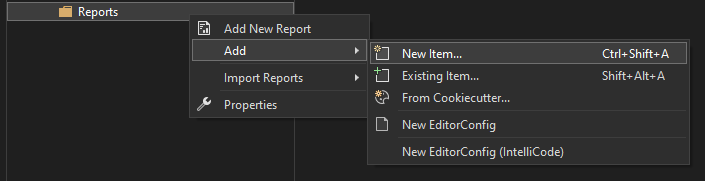 Reports
Add New Report
Add
Import Reports
Properties
New Item... Ctrl+Shift+A
Existing Item... Shift+Alt+A
From Cookiecutter...
New EditorConfig
New EditorConfig (IntelliCode)